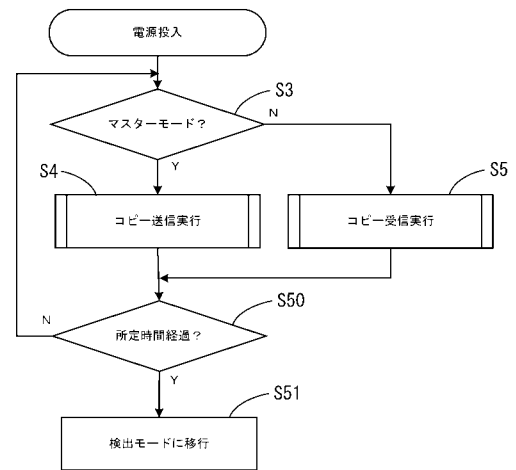 電源投入
S3
マスターモード?
N
Y
S4
コピー送信実行
S5
コピー受信実行
S50
所定時間経過?
N
Y
S51
検出モードに移行